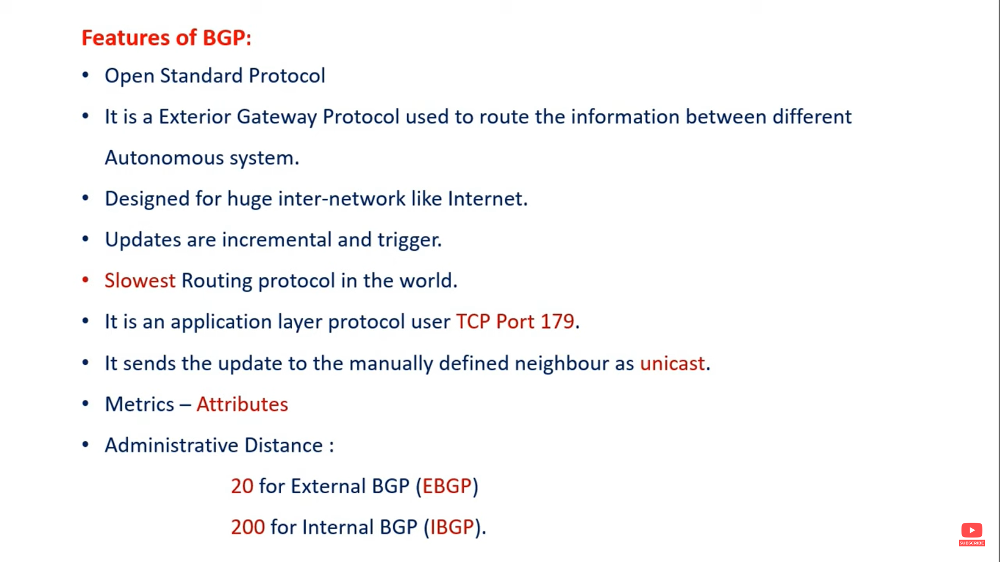 Features of BGP:
• Open Standard Protocol
• It is a Exterior Gateway Protocol used to route the information between different
Autonomous system.
• Designed for huge inter-network like Internet.
• Updates are incremental and trigger.
• Slowest Routing protocol in the world.
• It is an application layer protocol user TCP Port 179.
• It sends the update to the manually defined neighbour as unicast.
• Metrics – Attributes
• Administrative Distance :
20 for External BGP (EBGP)
200 for Internal BGP (IBGP).
SUBSCRIBE